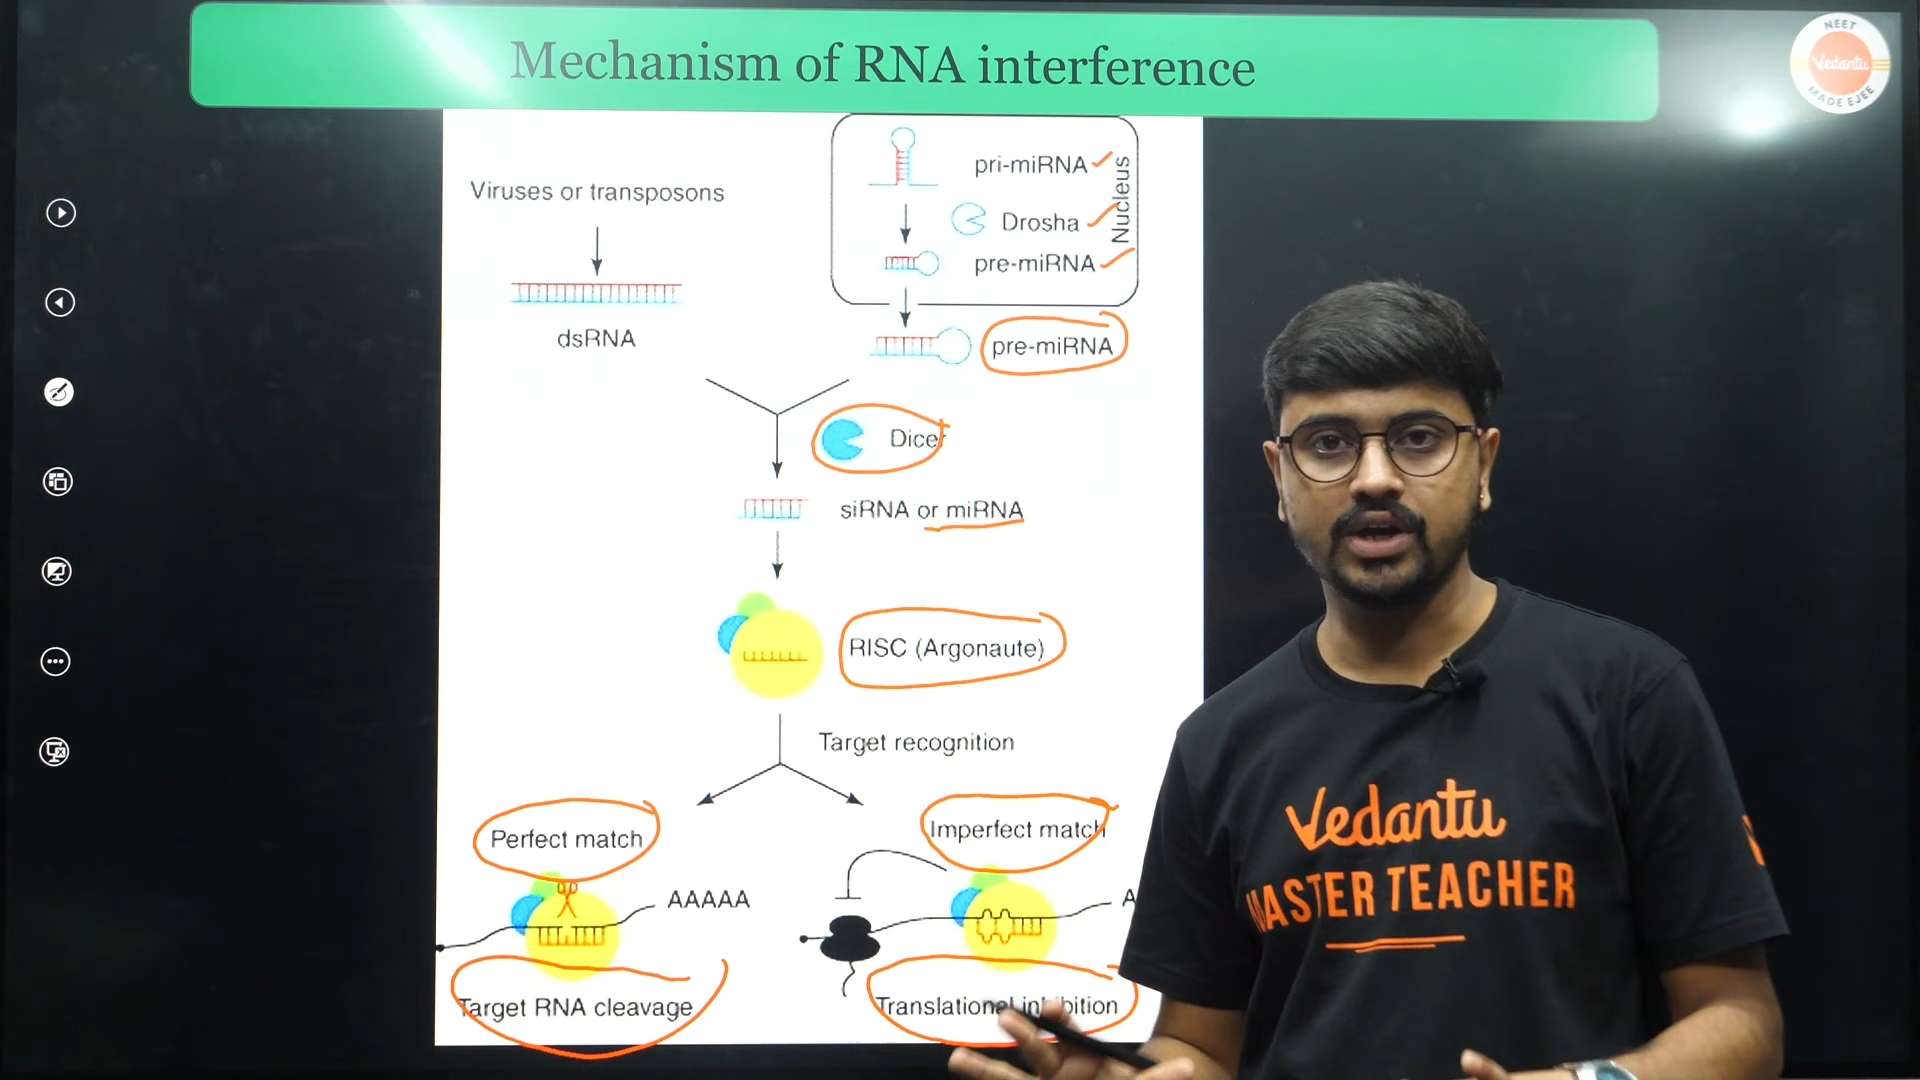 Mechanism of RNA interference
NEET
Vedantu
MADE EJEE
Viruses or transposons
dsRNA
pri-miRNA
Drosha
pre-miRNA
Nucleus
pre-miRNA
Dicer
siRNA or miRNA
RISC (Argonaute)
Target recognition
Perfect match
Imperfect match
AAAAA
A
Target RNA cleavage
Translational inhibition
Vedantu
MASTER TEACHER